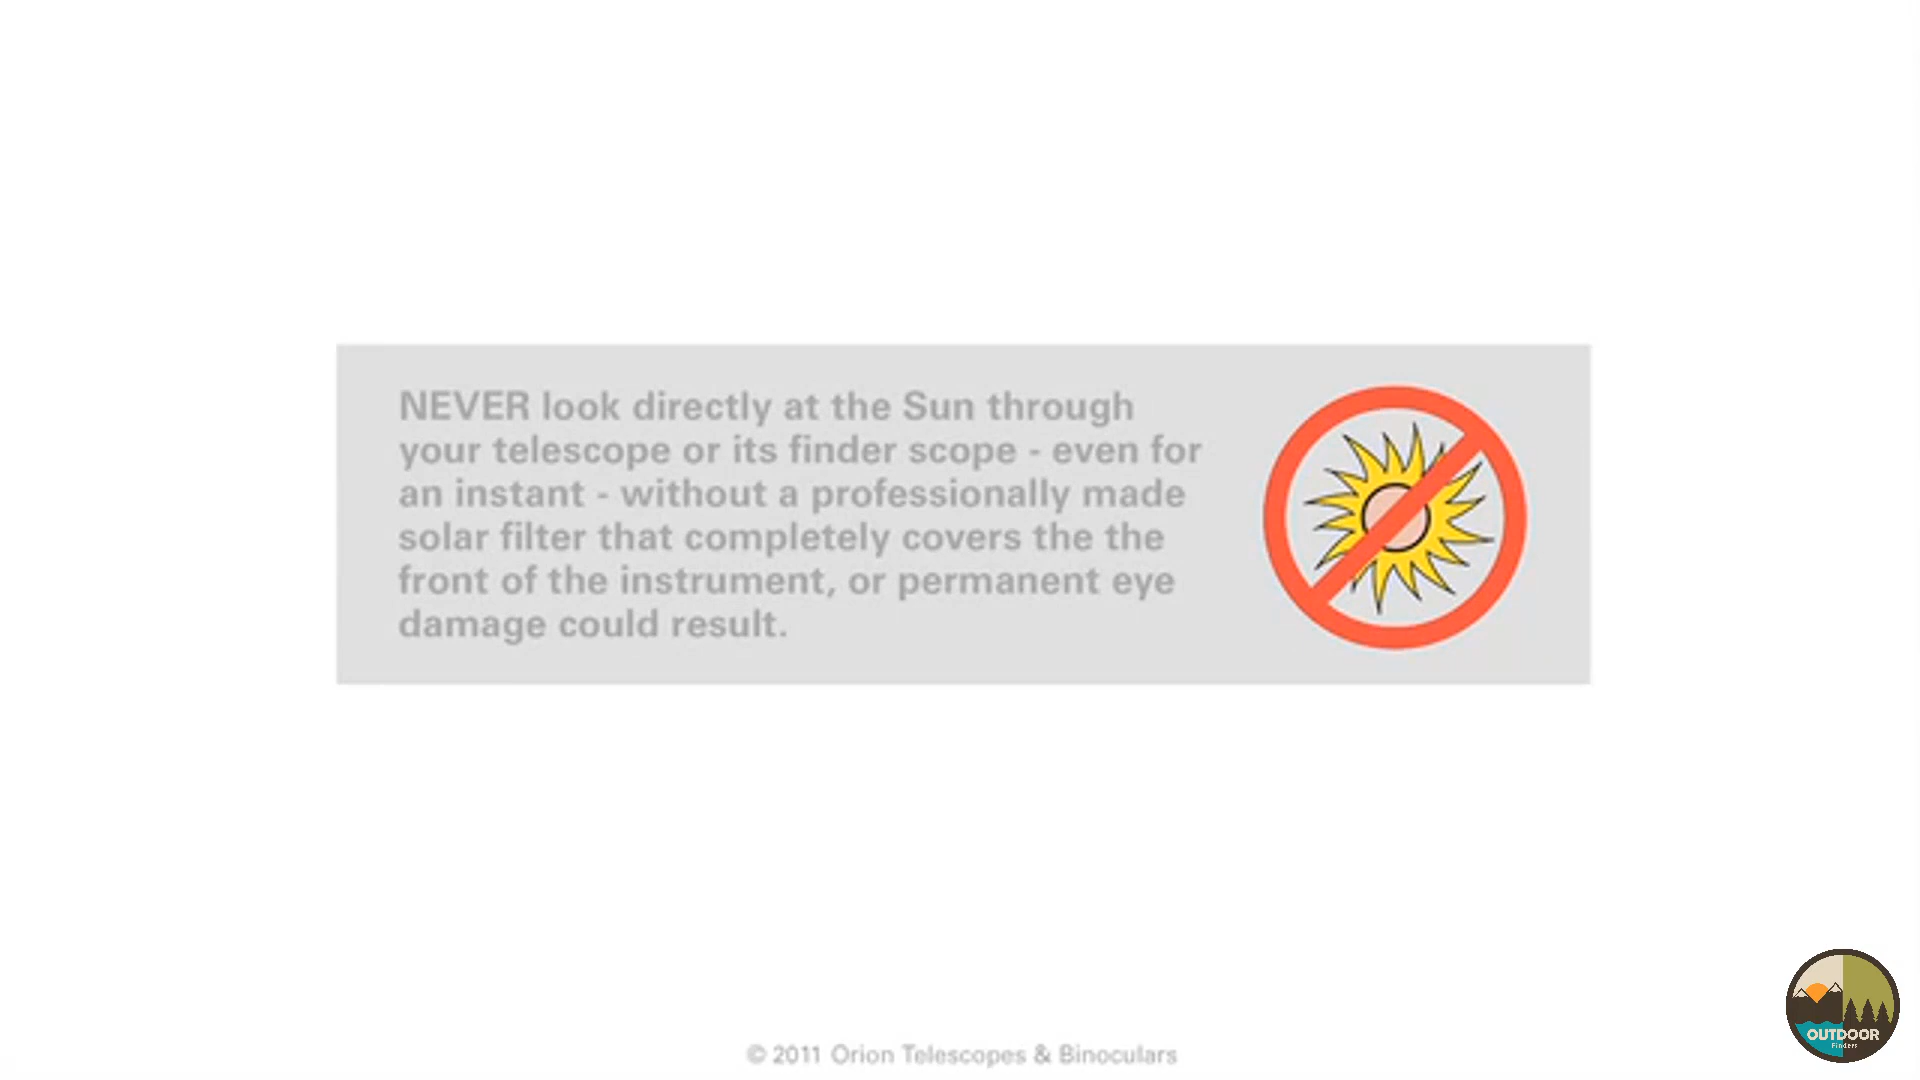 NEVER look directly at the Sun through
your telescope or its finder scope - even for
an instant - without a professionally made
solar filter that completely covers the the
front of the instrument, or permanent eye
damage could result.
© 2011 Orion Telescopes & Binoculars
OUTDOOR
Finders